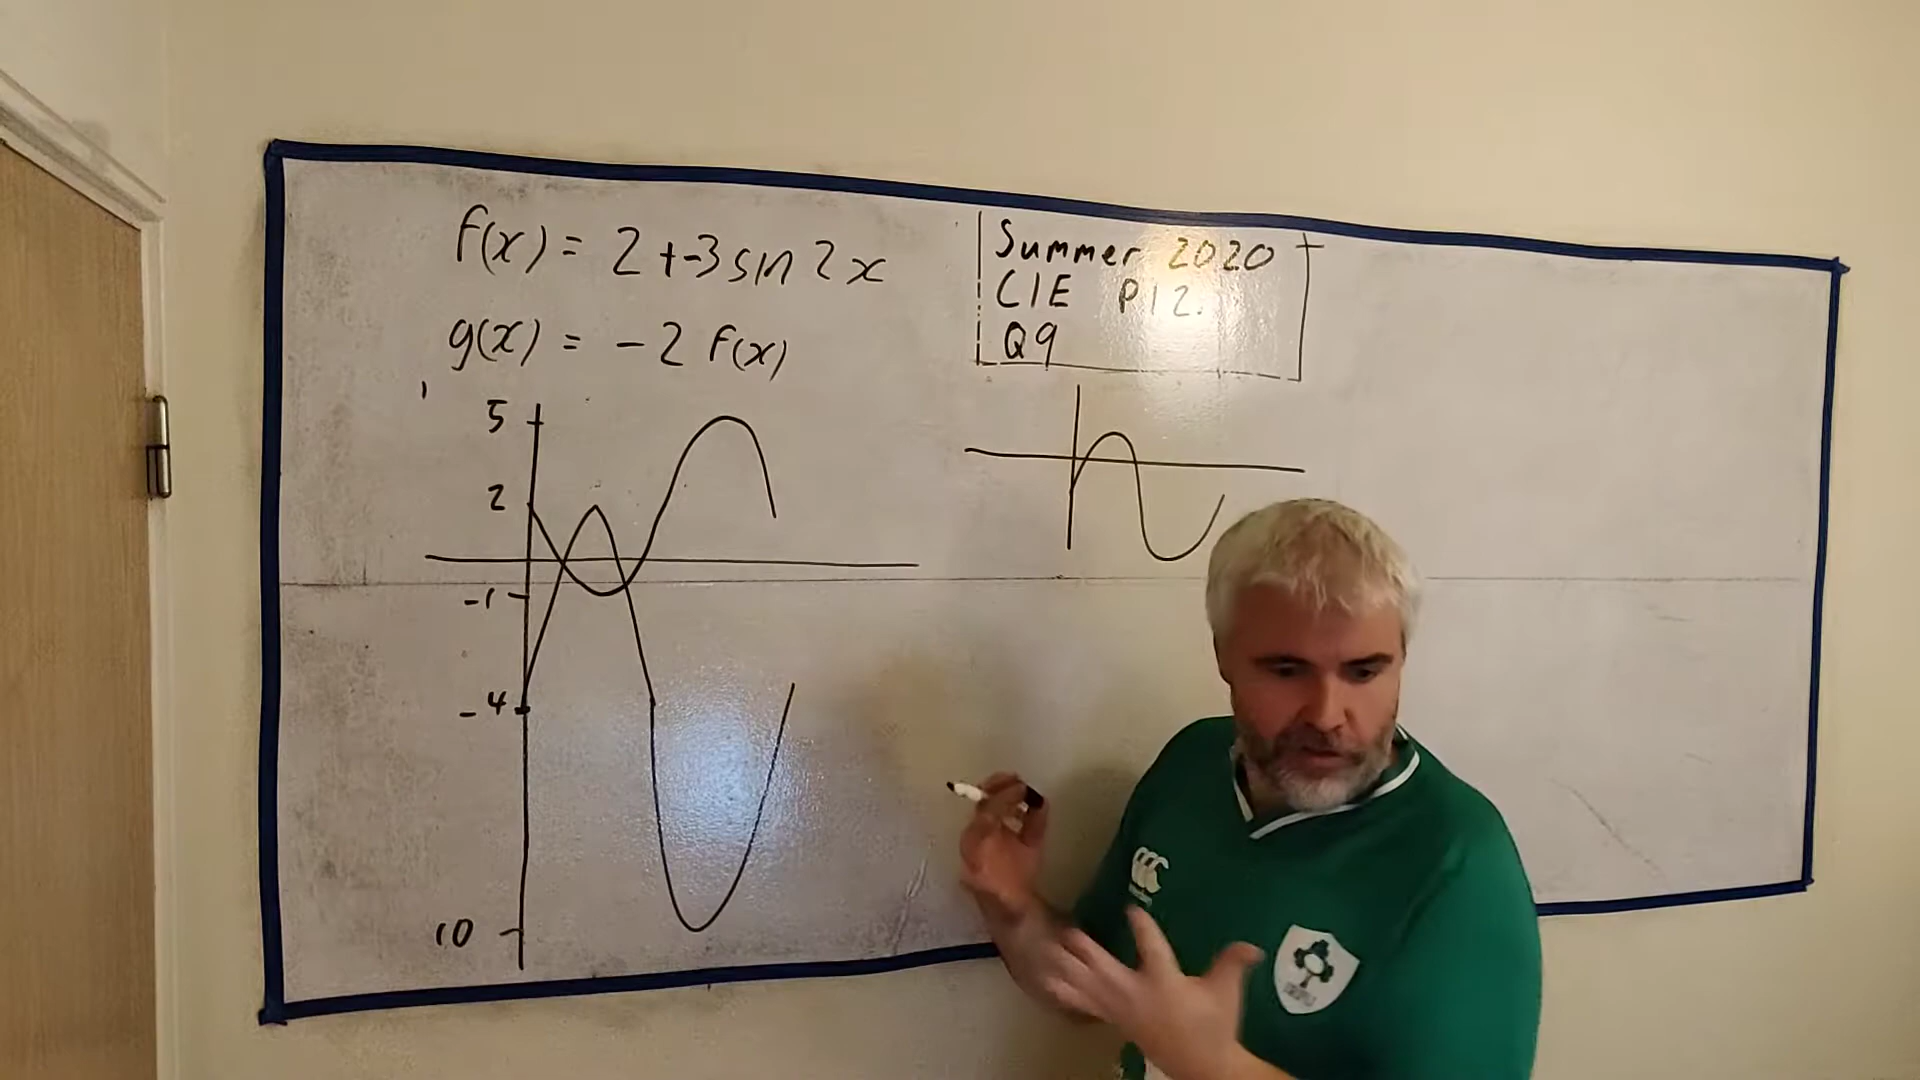 f(x) = 2 + -3 sin 2x
g(x) = -2 f(x)
Summer 2020
CIE P12.
Q9
5
2
-1
-4
10